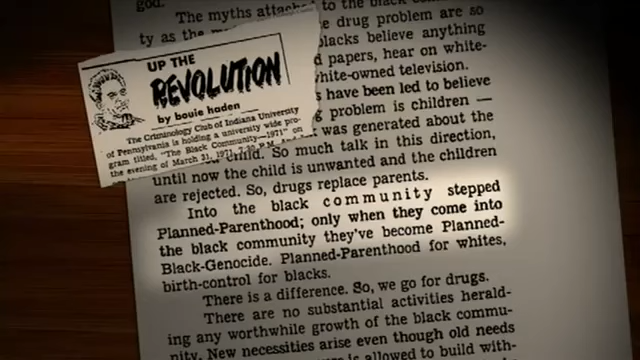 god.
The myths attached to the black
ty as the drug problem are so
blacks believe anything
papers, hear on white-
white-owned television.
s have been led to believe
g problem is children —
was generated about the
child. So much talk in this direction,
until now the child is unwanted and the children
are rejected. So, drugs replace parents.
Into the black community stepped
Planned-Parenthood; only when they come into
the black community they've become Planned-
Black-Genocide. Planned-Parenthood for whites,
birth-control for blacks.
There is a difference. So, we go for drugs.
There are no substantial activities herald-
ing any worthwhile growth of the black commu-
nity. New necessities arise even though old needs
is allowed to build with-
UP THE
REVOLUTION
by bouie haden
The Criminology Club of Indiana University
of Pennsylvania is holding a university wide pro-
gram titled, "The Black Community—1971" on
the evening of March 31, 1971, 7:30 P.M.